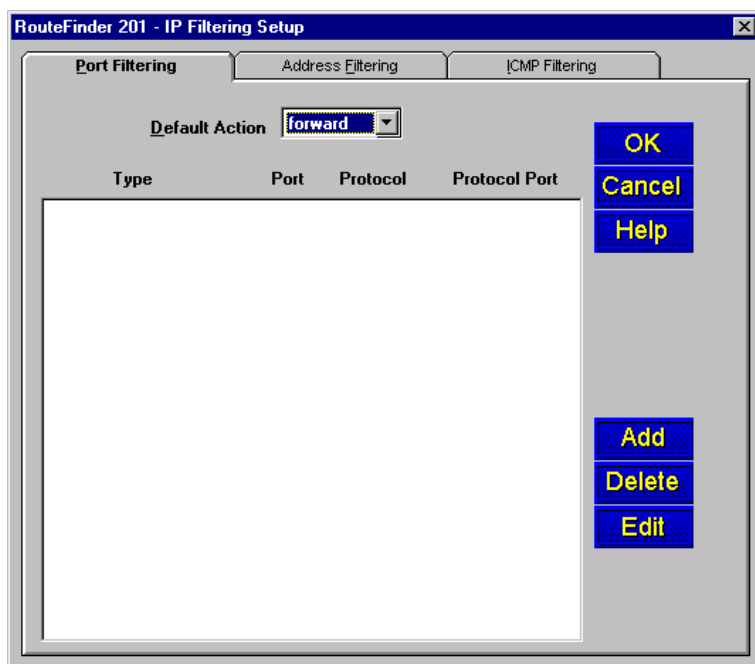 RouteFinder 201 - IP Filtering Setup
Port Filtering Address Filtering ICMP Filtering
Default Action forward
OK
Type Port Protocol Protocol Port
Cancel
Help
Add
Delete
Edit